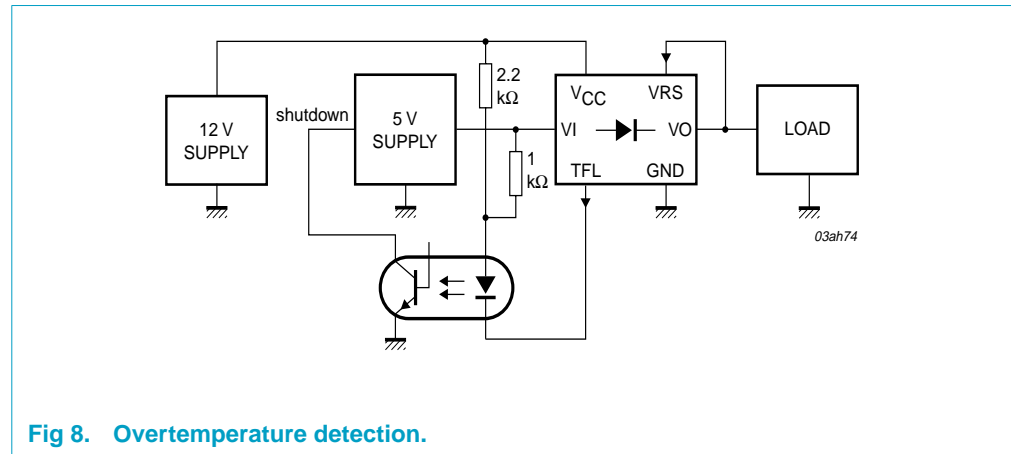 2.2
kΩ
12 V
SUPPLY
shutdown
5 V
SUPPLY
VCC
VRS
VI
VO
TFL
GND
LOAD
1
kΩ
03ah74
Fig 8. Overtemperature detection.